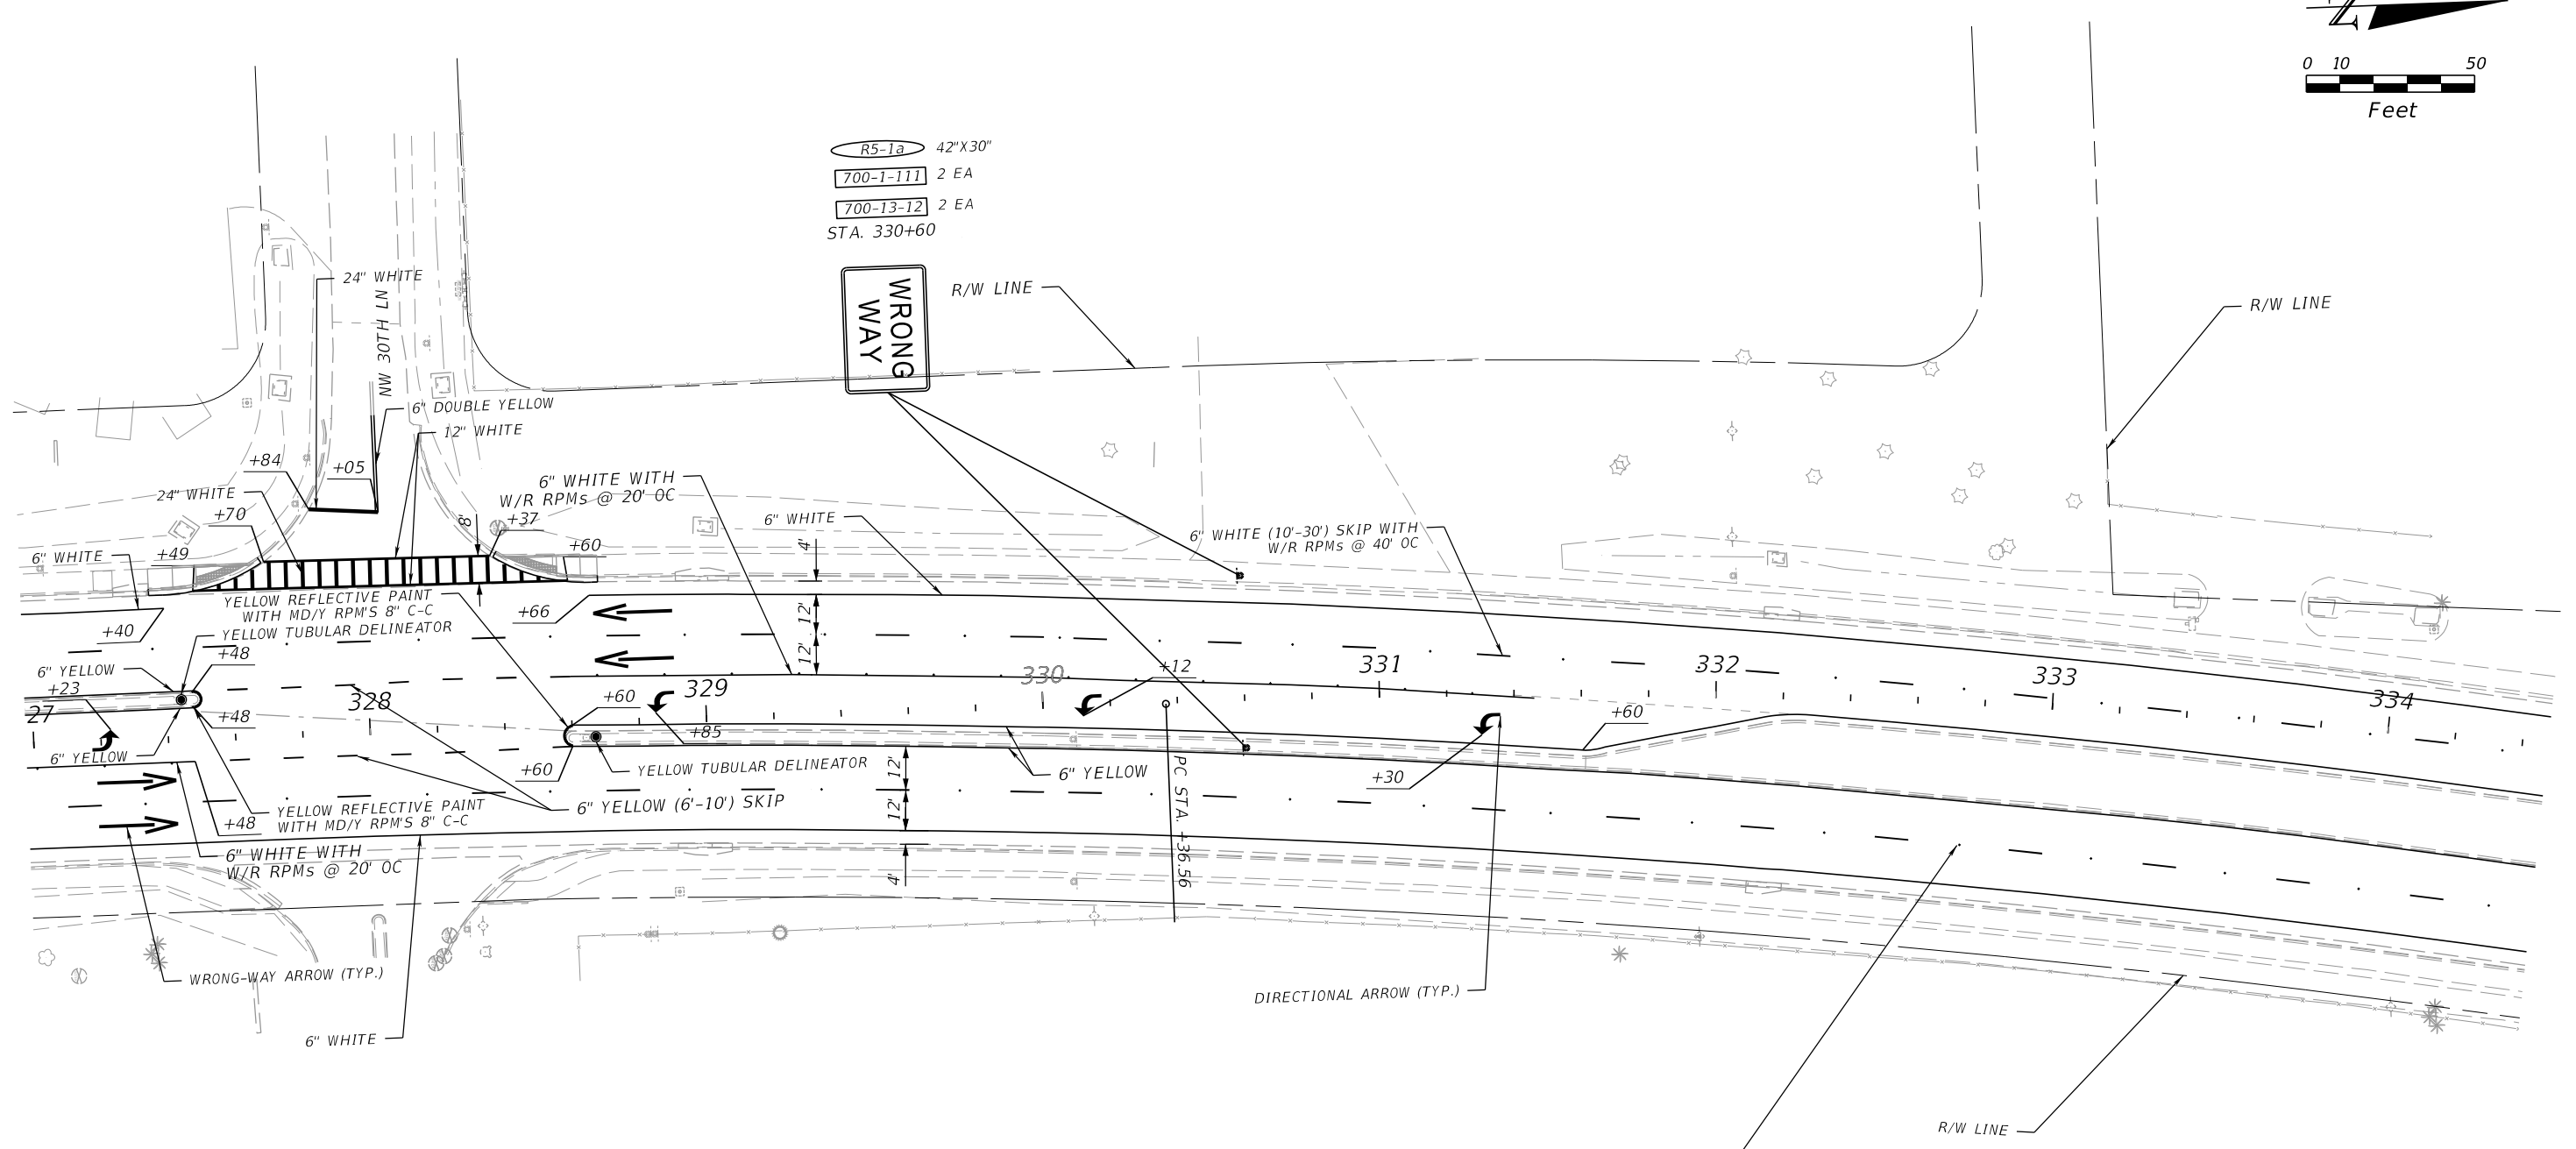 0 10 50
Feet
R5-1a 42"X30"
700-1-111 2 EA
700-13-12 2 EA
STA. 330+60
WRONG
WAY
R/W LINE
R/W LINE
24" WHITE
NW 30TH LN
6" DOUBLE YELLOW
12" WHITE
+84
+05
24" WHITE
+70
6" WHITE
+49
8'
+37
+60
6" WHITE WITH
W/R RPMs @ 20' OC
6" WHITE
4'
6" WHITE (10'-30') SKIP WITH
W/R RPMs @ 40' OC
YELLOW REFLECTIVE PAINT
WITH MD/Y RPM'S 8" C-C
YELLOW TUBULAR DELINEATOR
+40
+66
12'
12'
+48
6" YELLOW
+23
27
328
329
330
331
332
333
334
+12
+60
+85
+48
+60
6" YELLOW
+60
YELLOW TUBULAR DELINEATOR
12'
12'
6" YELLOW
PC STA. +36.56
+30
6" YELLOW (6'-10') SKIP
YELLOW REFLECTIVE PAINT
WITH MD/Y RPM'S 8" C-C
+48
6" WHITE WITH
W/R RPMs @ 20' OC
4'
WRONG-WAY ARROW (TYP.)
6" WHITE
DIRECTIONAL ARROW (TYP.)
R/W LINE